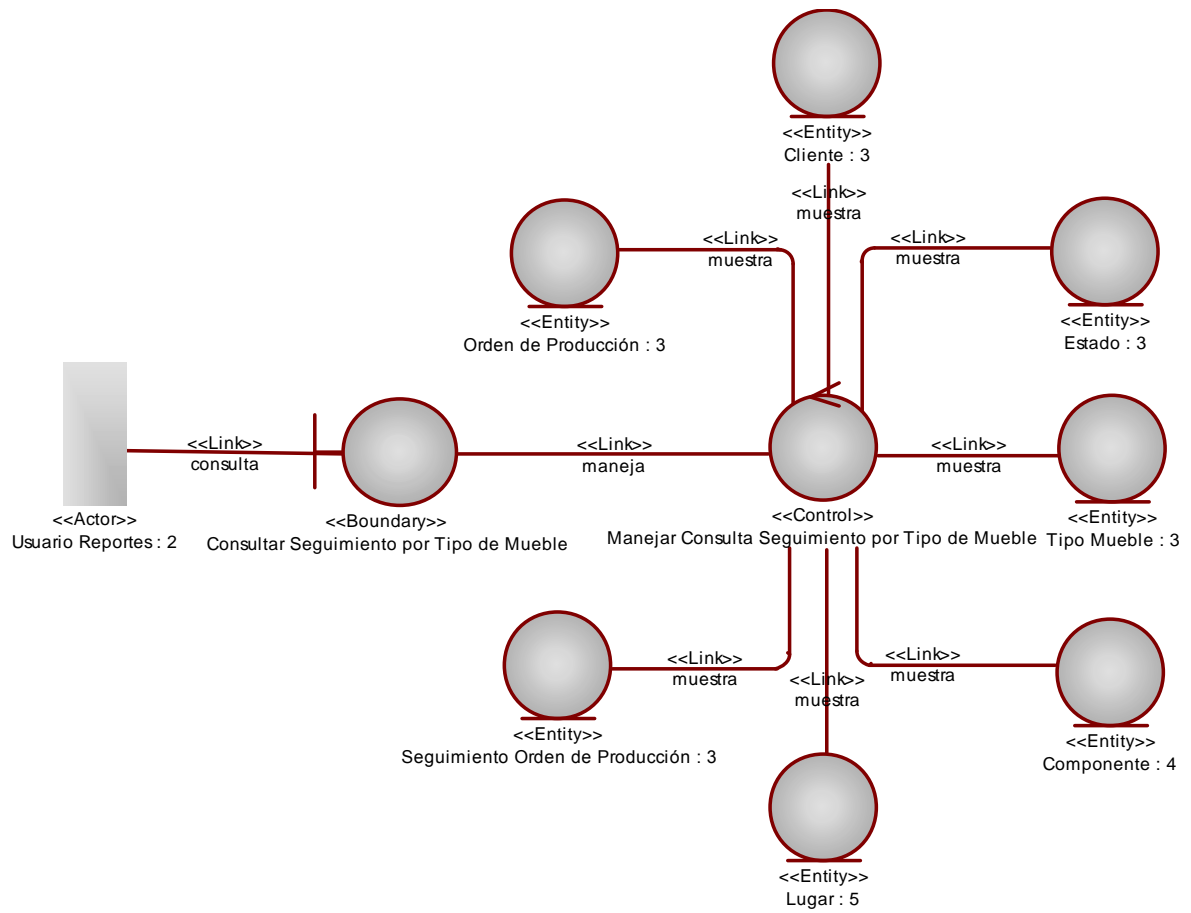 <<Entity>>
Cliente : 3
<<Link>>
muestra
<<Link>>
muestra
<<Link>>
muestra
<<Entity>>
Orden de Producción : 3
<<Entity>>
Estado : 3
<<Link>>
consulta
<<Link>>
maneja
<<Link>>
muestra
<<Actor>>
Usuario Reportes : 2
<<Boundary>>
Consultar Seguimiento por Tipo de Mueble
<<Control>>
Manejar Consulta Seguimiento por Tipo de Mueble
<<Entity>>
Tipo Mueble : 3
<<Link>>
muestra
<<Link>>
muestra
<<Link>>
muestra
<<Entity>>
Seguimiento Orden de Producción : 3
<<Entity>>
Componente : 4
<<Entity>>
Lugar : 5